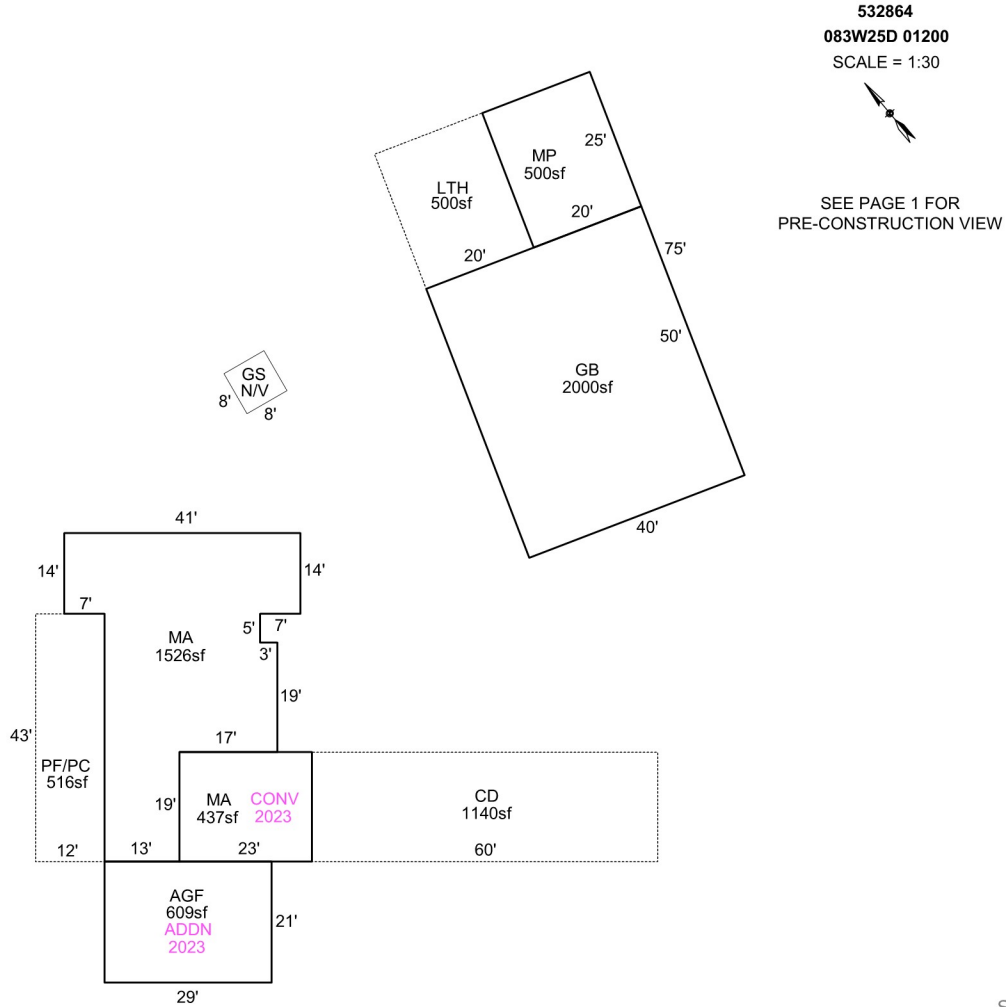 532864
083W25D 01200
SCALE = 1:30
SEE PAGE 1 FOR
PRE-CONSTRUCTION VIEW
MP
500sf
25'
20'
LTH
500sf
20'
75'
50'
GB
2000sf
40'
GS
N/V
8'
8'
41'
14'
14'
7'
5'
7'
3'
MA
1526sf
19'
17'
43'
PF/PC
516sf
12'
19'
MA
437sf
CONV
2023
13'
23'
CD
1140sf
60'
AGF
609sf
ADDN
2023
21'
29'